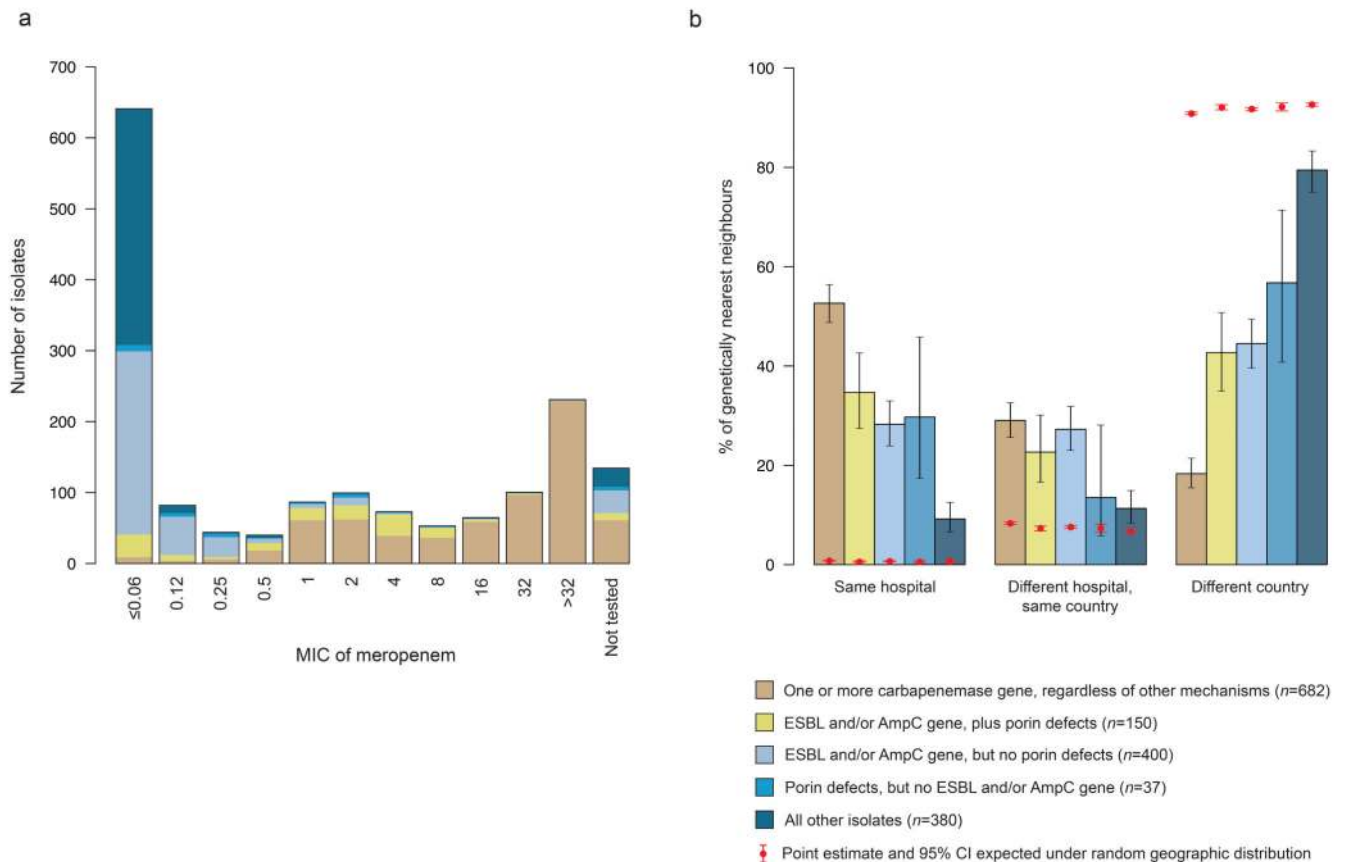 a
700
600
500
400
300
200
100
0
Number of isolates
≤0.06
0.12
0.25
0.5
1
2
4
8
16
32
>32
Not tested
MIC of meropenem
b
100
80
60
40
20
0
% of genetically nearest neighbours
Same hospital
Different hospital,
same country
Different country
One or more carbapenemase gene, regardless of other mechanisms (n=682)
ESBL and/or AmpC gene, plus porin defects (n=150)
ESBL and/or AmpC gene, but no porin defects (n=400)
Porin defects, but no ESBL and/or AmpC gene (n=37)
All other isolates (n=380)
Point estimate and 95% CI expected under random geographic distribution